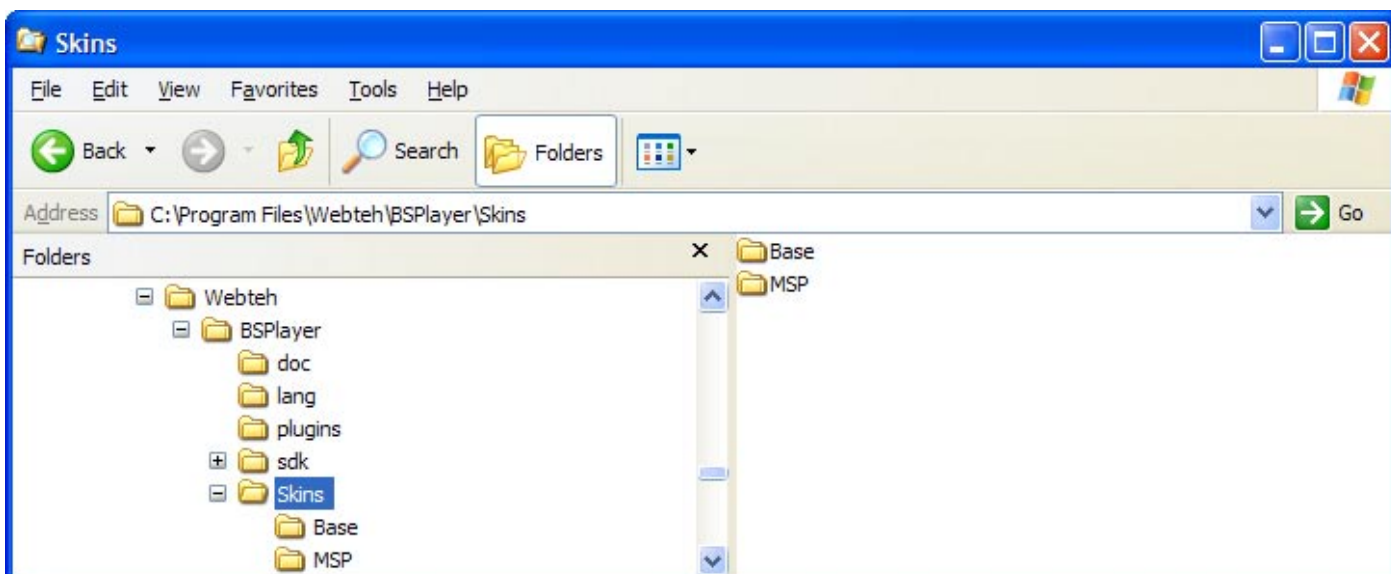 Skins
File Edit View Favorites Tools Help
Back Search Folders
Address C:\Program Files\Webteh\BSPlayer\Skins Go
Folders
Webteh
BSPlayer
doc
lang
plugins
sdk
Skins
Base
MSP
Base
MSP